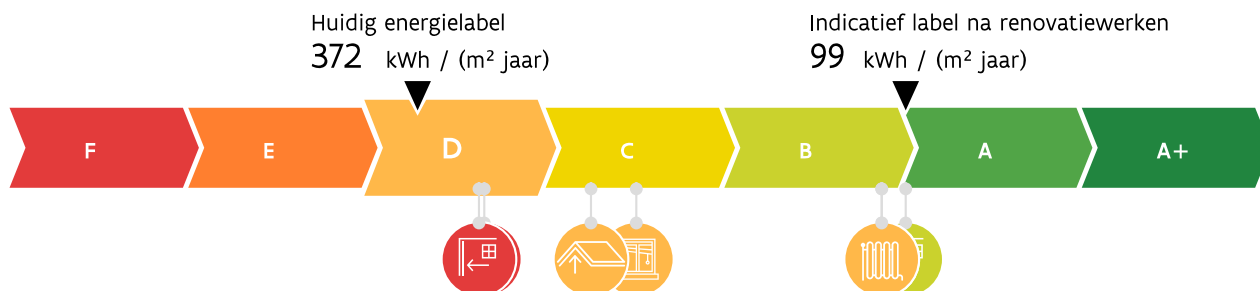 Huidig energielabel
372 kWh / (m² jaar)
Indicatief label na renovatiewerken
99 kWh / (m² jaar)
F E D C B A A+